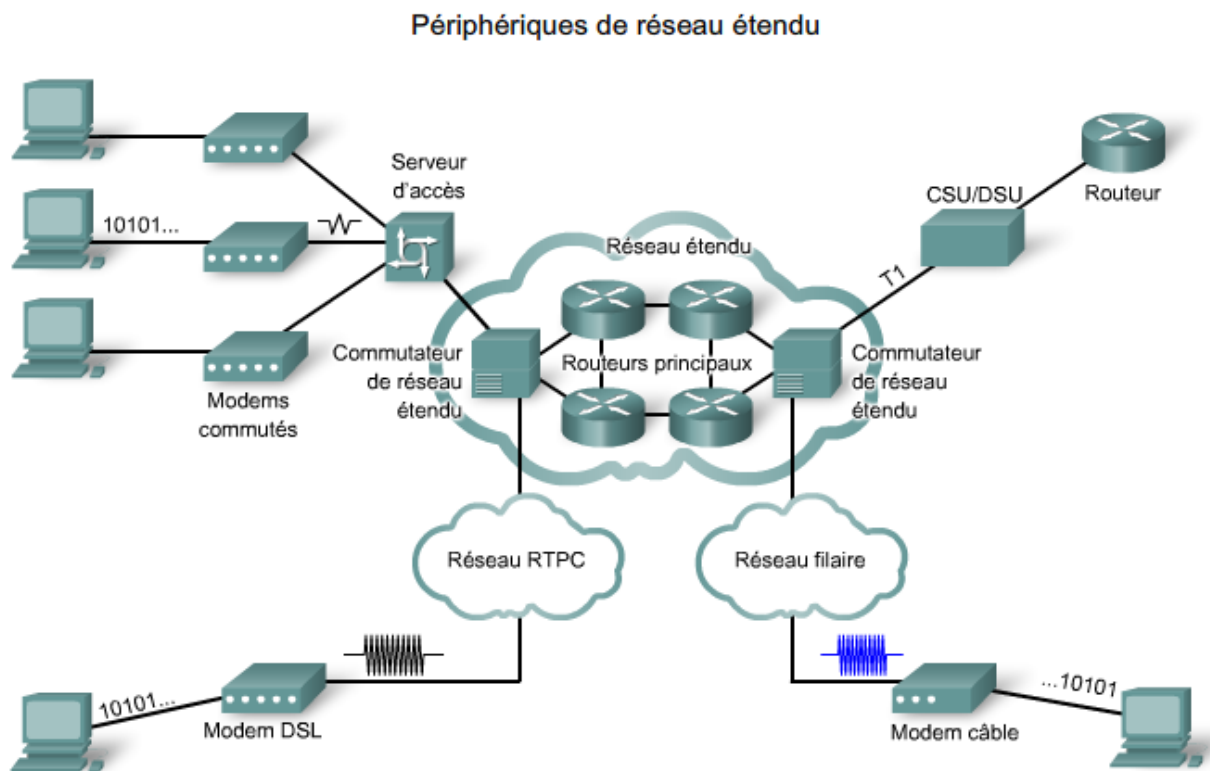 Périphériques de réseau étendu
Serveur
d'accès
CSU/DSU
Routeur
10101...
Réseau étendu
T1
Commutateur
de réseau
étendu
Routeurs principaux
Commutateur
de réseau
étendu
Modems
commutés
Réseau RTPC
Réseau filaire
10101...
Modem DSL
...10101
Modem câble